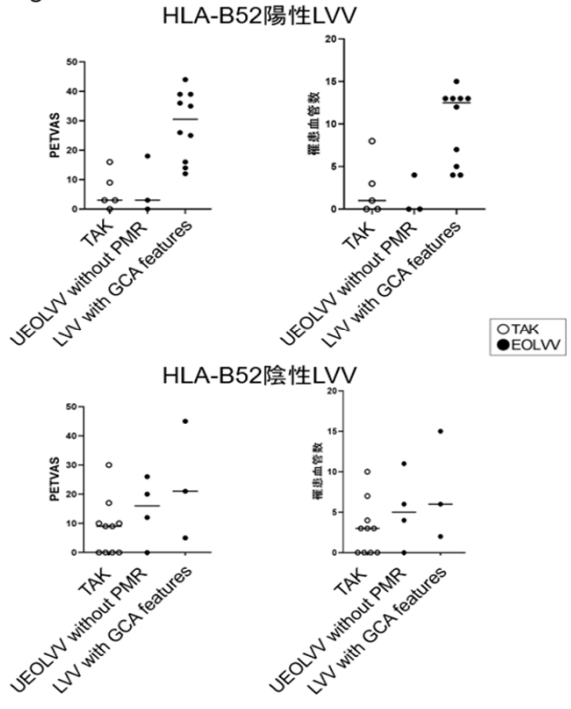 HLA-B52陽性LVV
PETVAS
50
40
30
20
10
0
TAK
UEOLVV without PMR
LVV with GCA features
罹患血管数
20
15
10
5
0
TAK
UEOLVV without PMR
LVV with GCA features
TAK
EOLVV
HLA-B52陰性LVV
PETVAS
50
40
30
20
10
0
TAK
UEOLVV without PMR
LVV with GCA features
罹患血管数
20
15
10
5
0
TAK
UEOLVV without PMR
LVV with GCA features